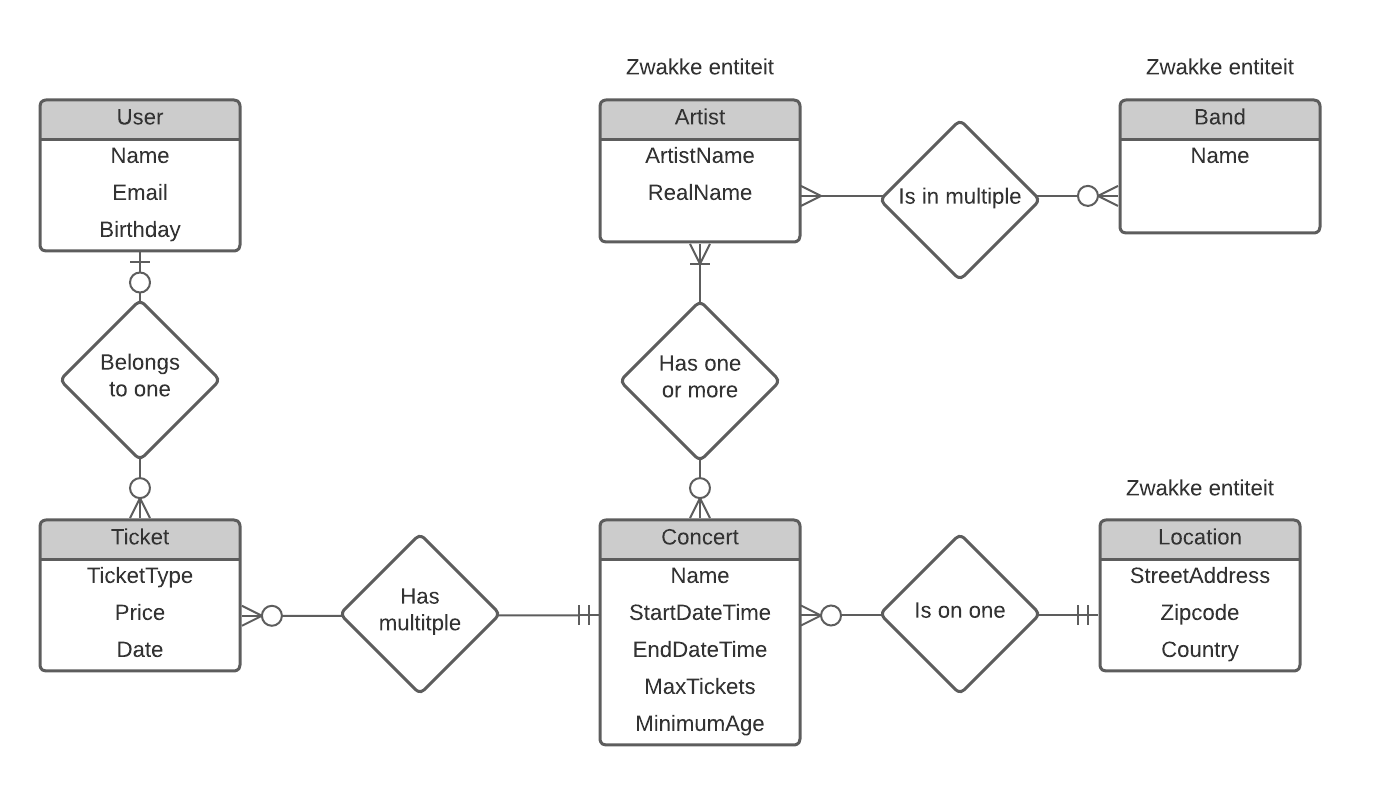 Zwakke entiteit
Zwakke entiteit
User
Name
Email
Birthday
Artist
ArtistName
RealName
Is in multiple
Band
Name
Belongs
to one
Has one
or more
Zwakke entiteit
Ticket
TicketType
Price
Date
Has
multitple
Concert
Name
StartDateTime
EndDateTime
MaxTickets
MinimumAge
Is on one
Location
StreetAddress
Zipcode
Country